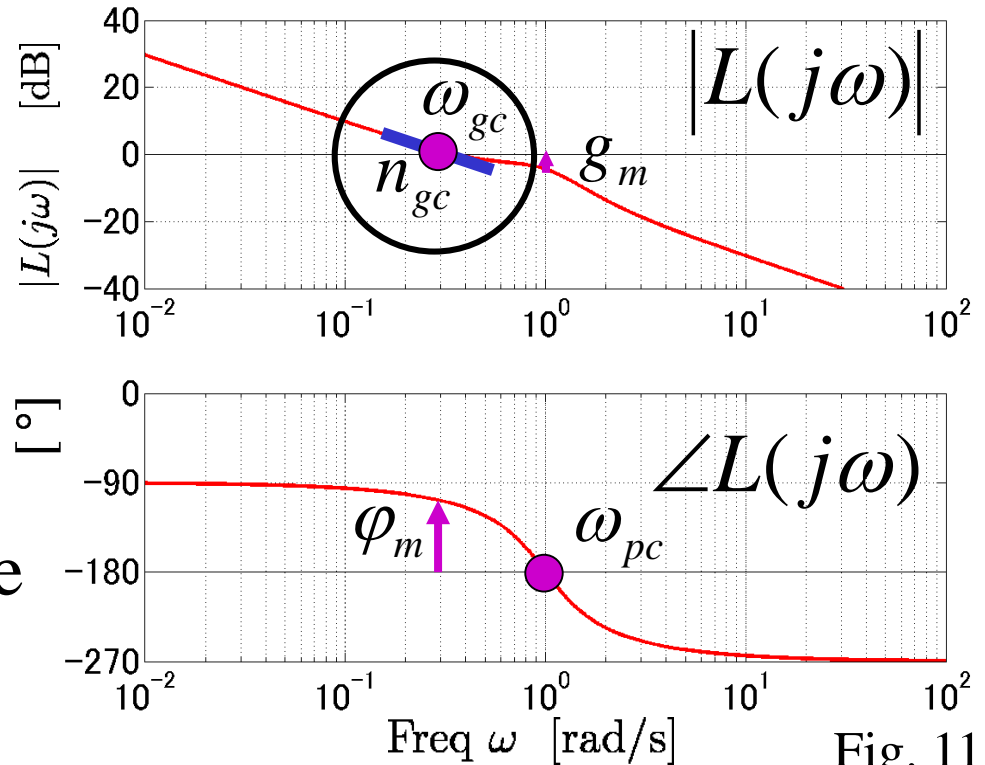 40
[dB]
20
0
−20
−40
|L(jω)|
|L(jω)|
ω_gc
n_gc
g_m
10^-2 10^-1 10^0 10^1 10^2
0
[°]
−90
−180
−270
e
∠L(jω)
φ_m
ω_pc
10^-2 10^-1 10^0 10^1 10^2
Freq ω [rad/s]
Fig. 11